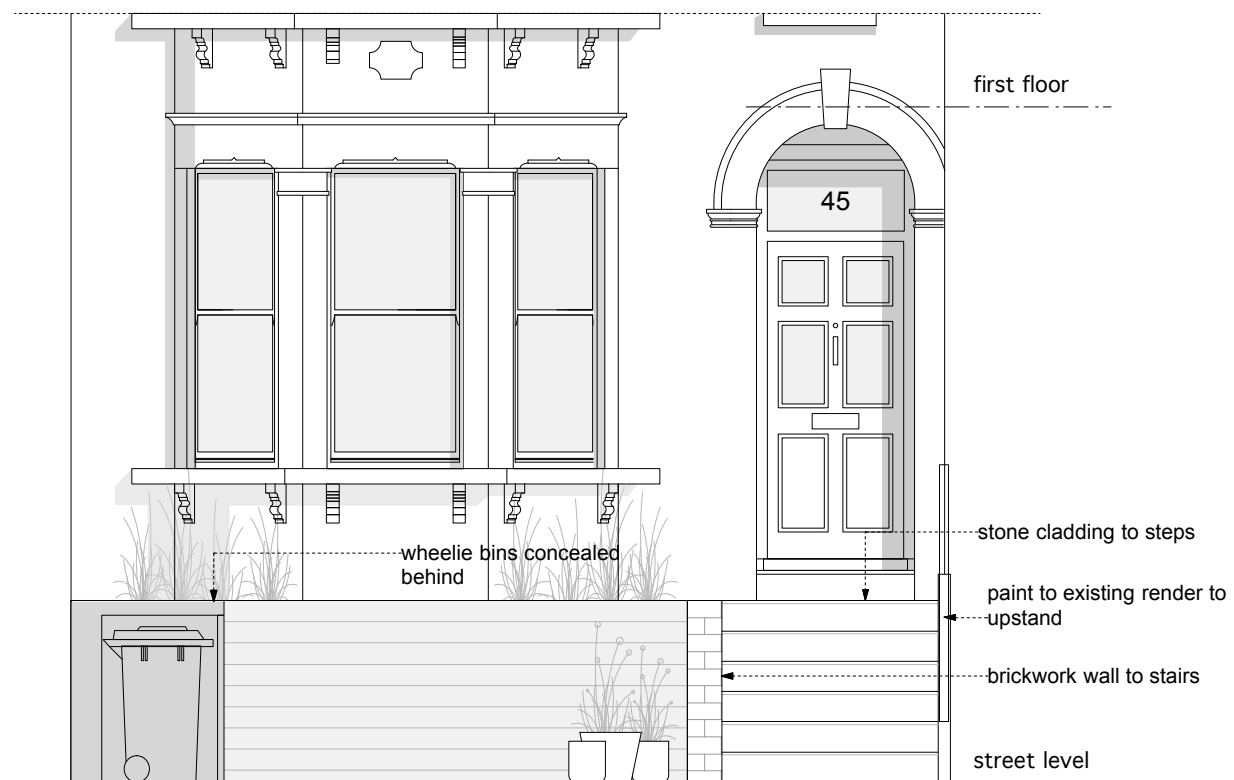 first floor
45
stone cladding to steps
wheelie bins concealed
behind
paint to existing render to
upstand
brickwork wall to stairs
street level